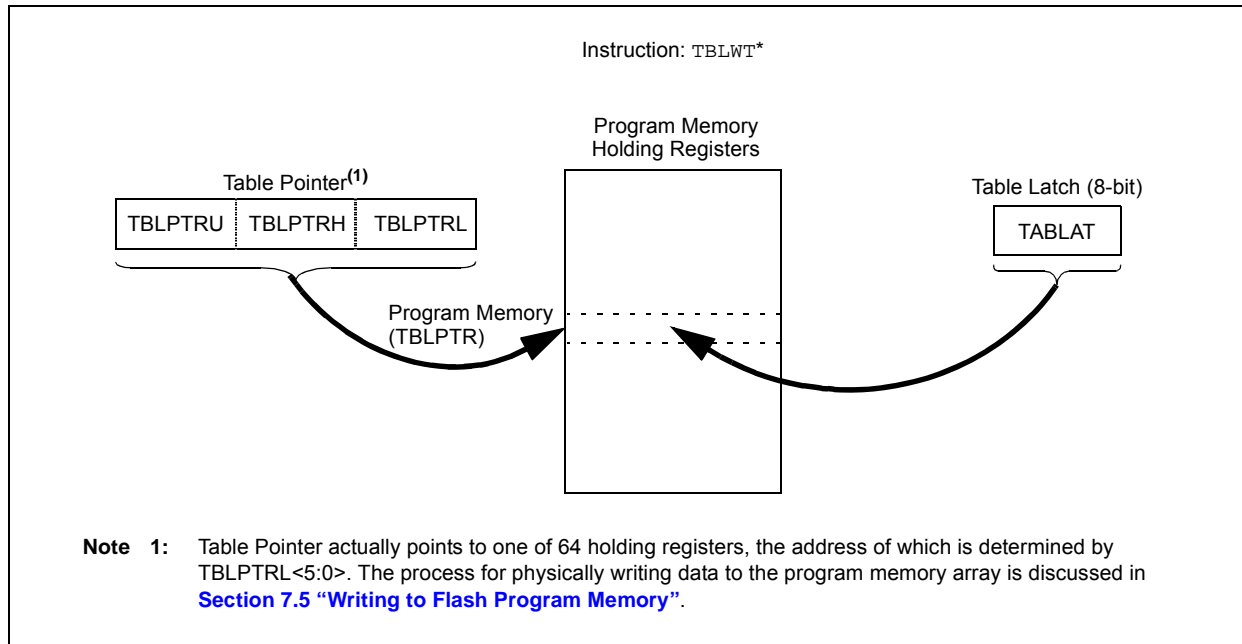 Instruction: TBLWT*
Program Memory
Holding Registers
Table Pointer(1)
Table Latch (8-bit)
TBLPTRU TBLPTRH TBLPTRL
TABLAT
Program Memory
(TBLPTR)
Note 1: Table Pointer actually points to one of 64 holding registers, the address of which is determined by
TBLPTRL<5:0>. The process for physically writing data to the program memory array is discussed in
Section 7.5 “Writing to Flash Program Memory”.